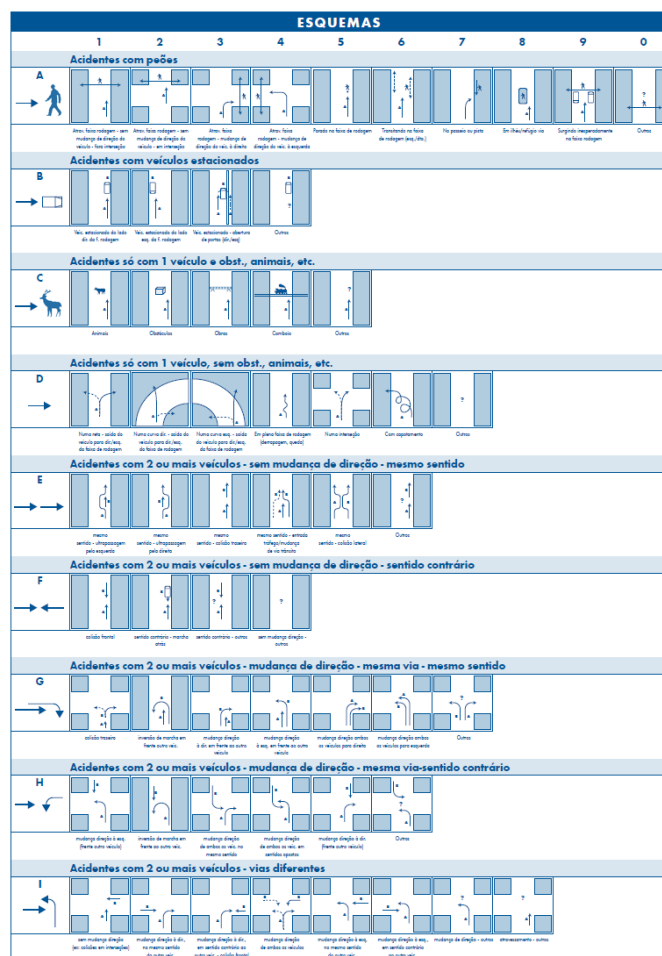 ESQUEMAS
1 2 3 4 5 6 7 8 9 0
Acidentes com peões
A
Atrav. faixa rodagem - sem
mudança de direção do
veículo - fora interseção
Atrav. faixa rodagem - sem
mudança de direção do
veículo - em interseção
Atrav. faixa
rodagem - mudança de
direção do veíc. à direita
Atrav. faixa
rodagem - mudança de
direção do veíc. à esquerda
Parado na faixa de rodagem
Transitando na faixa
de rodagem (esq./dta.)
No passeio ou pista
Em ilhéu/refúgio via
Surgindo inesperadamente
na faixa rodagem
Outros
Acidentes com veículos estacionados
B
Veíc. estacionado do lado
dir. da f. rodagem
Veíc. estacionado do lado
esq. da f. rodagem
Veíc. estacionado - abertura
de portas (dir./esq)
Outros
Acidentes só com 1 veículo e obst., animais, etc.
C
Animais
Obstáculos
Obras
Comboio
Outros
Acidentes só com 1 veículo, sem obst., animais, etc.
D
Numa reta - saída do
veículo para dir/esq.
da faixa de rodagem
Numa curva dir - saída do
veículo para dir./esq,
da faixa de rodagem
Numa curva esq. - saída do
veículo para dir./esq.
da faixa de rodagem
Em plena faixa de rodagem
(derrapagem, queda)
Numa interseção
Com capotamento
Outros
Acidentes com 2 ou mais veículos - sem mudança de direção - mesmo sentido
E
mesmo
sentido - ultrapassagem
pela esquerda
mesmo
sentido - ultrapassagem
pela direita
mesmo
sentido - colisão traseira
mesmo sentido - entrada
tráfego/mudança
de via trânsito
mesmo
sentido - colisão lateral
Outros
Acidentes com 2 ou mais veículos - sem mudança de direção - sentido contrário
F
colisão frontal
sentido contrário - marcha
atrás
sentido contrário - outros
sem mudança direção -
outros
Acidentes com 2 ou mais veículos - mudança de direção - mesma via - mesmo sentido
G
colisão traseira
inversão de marcha em
frente outro veíc.
mudança direção
à dir. em frente ao outro
veículo
mudança direção
à esq. em frente ao outro
veículo
mudança direção ambos
os veículos para direita
mudança direção ambos
os veículos para esquerda
Outros
Acidentes com 2 ou mais veículos - mudança de direção - mesma via-sentido contrário
H
mudança direção à esq.
(frente outro veículo)
inversão de marcha em
frente ao outro veíc.
mudança direção
de ambos os veíc. no
mesmo sentido
mudança direção
de ambos os veíc. em
sentidos opostos
mudança direção à dir.
(frente outro veículo)
Outros
Acidentes com 2 ou mais veículos - vias diferentes
I
sem mudança direção
(ex: colisões em interseções)
mudança direção à dir.,
no mesmo sentido
do outro veíc.
mudança direção à dir.,
em sentido contrário ao
mudança direção
de ambos os veículos
mudança direção à esq.
no mesmo sentido
mudança direção à esq.,
em sentido contrário
mudança de direção - outros
atravessamento - outros